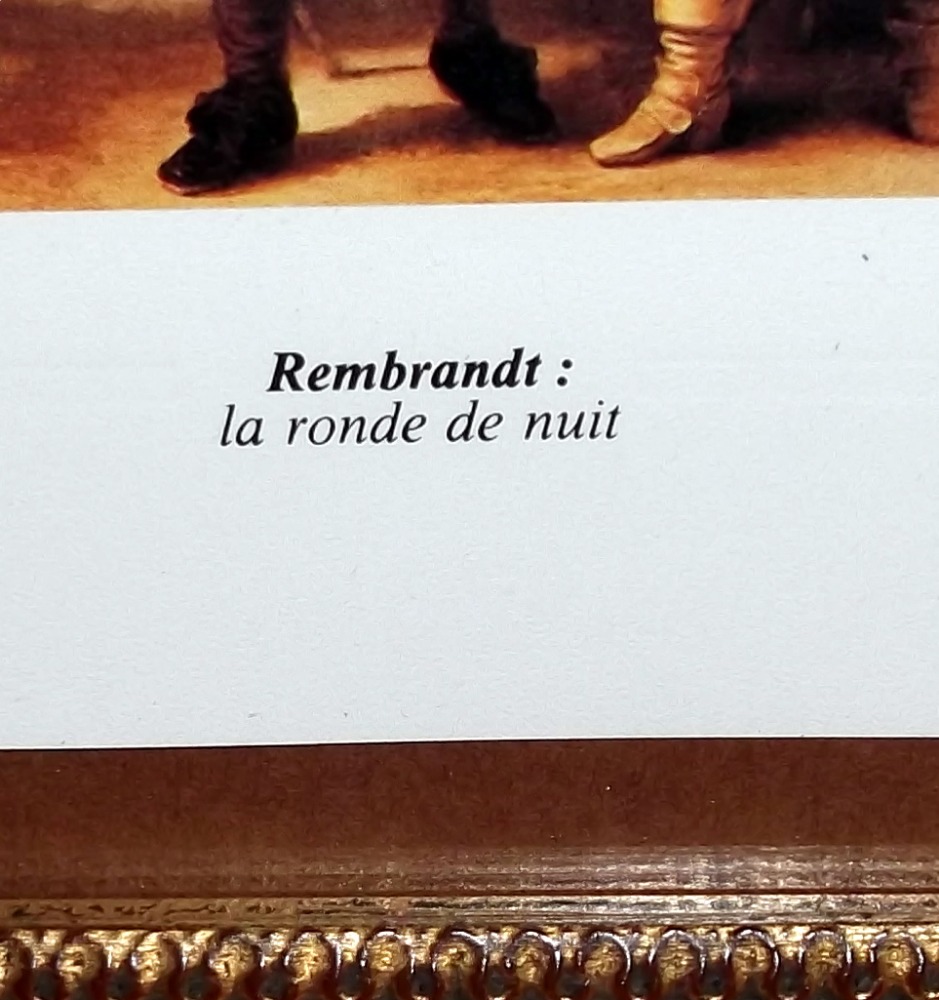 Rembrandt :
la ronde de nuit